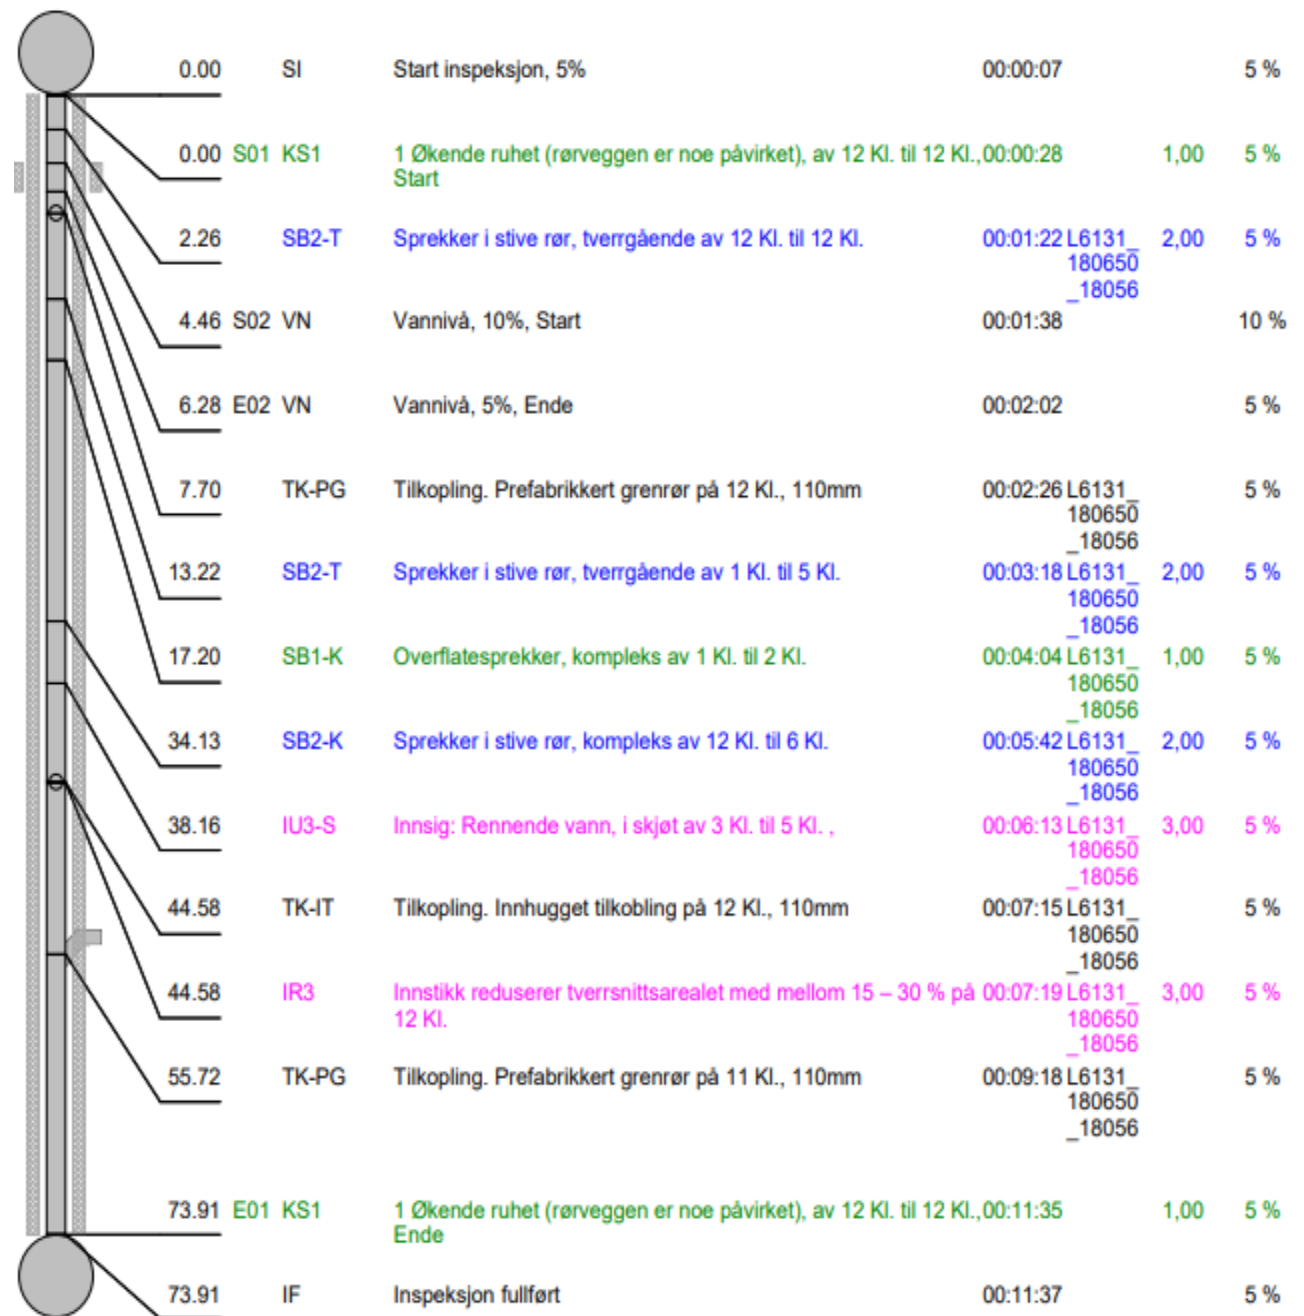 0.00 SI Start inspeksjon, 5% 00:00:07 5 %
0.00 S01 KS1 1 Økende ruhet (rørveggen er noe påvirket), av 12 Kl. til 12 Kl., 00:00:28 1,00 5 %
Start
2.26 SB2-T Sprekker i stive rør, tverrgående av 12 Kl. til 12 Kl. 00:01:22 L6131_ 2,00 5 %
180650
_18056
4.46 S02 VN Vannivå, 10%, Start 00:01:38 10 %
6.28 E02 VN Vannivå, 5%, Ende 00:02:02 5 %
7.70 TK-PG Tilkopling. Prefabrikkert grenrør på 12 Kl., 110mm 00:02:26 L6131_ 5 %
180650
_18056
13.22 SB2-T Sprekker i stive rør, tverrgående av 1 Kl. til 5 Kl. 00:03:18 L6131_ 2,00 5 %
180650
_18056
17.20 SB1-K Overflatesprekker, kompleks av 1 Kl. til 2 Kl. 00:04:04 L6131_ 1,00 5 %
180650
_18056
34.13 SB2-K Sprekker i stive rør, kompleks av 12 Kl. til 6 Kl. 00:05:42 L6131_ 2,00 5 %
180650
_18056
38.16 IU3-S Innsig: Rennende vann, i skjøt av 3 Kl. til 5 Kl. , 00:06:13 L6131_ 3,00 5 %
180650
_18056
44.58 TK-IT Tilkopling. Innhugget tilkobling på 12 Kl., 110mm 00:07:15 L6131_ 5 %
180650
_18056
44.58 IR3 Innstikk reduserer tverrsnittsarealet med mellom 15 – 30 % på 00:07:19 L6131_ 3,00 5 %
12 Kl. 180650
_18056
55.72 TK-PG Tilkopling. Prefabrikkert grenrør på 11 Kl., 110mm 00:09:18 L6131_ 5 %
180650
_18056
73.91 E01 KS1 1 Økende ruhet (rørveggen er noe påvirket), av 12 Kl. til 12 Kl., 00:11:35 1,00 5 %
Ende
73.91 IF Inspeksjon fullført 00:11:37 5 %